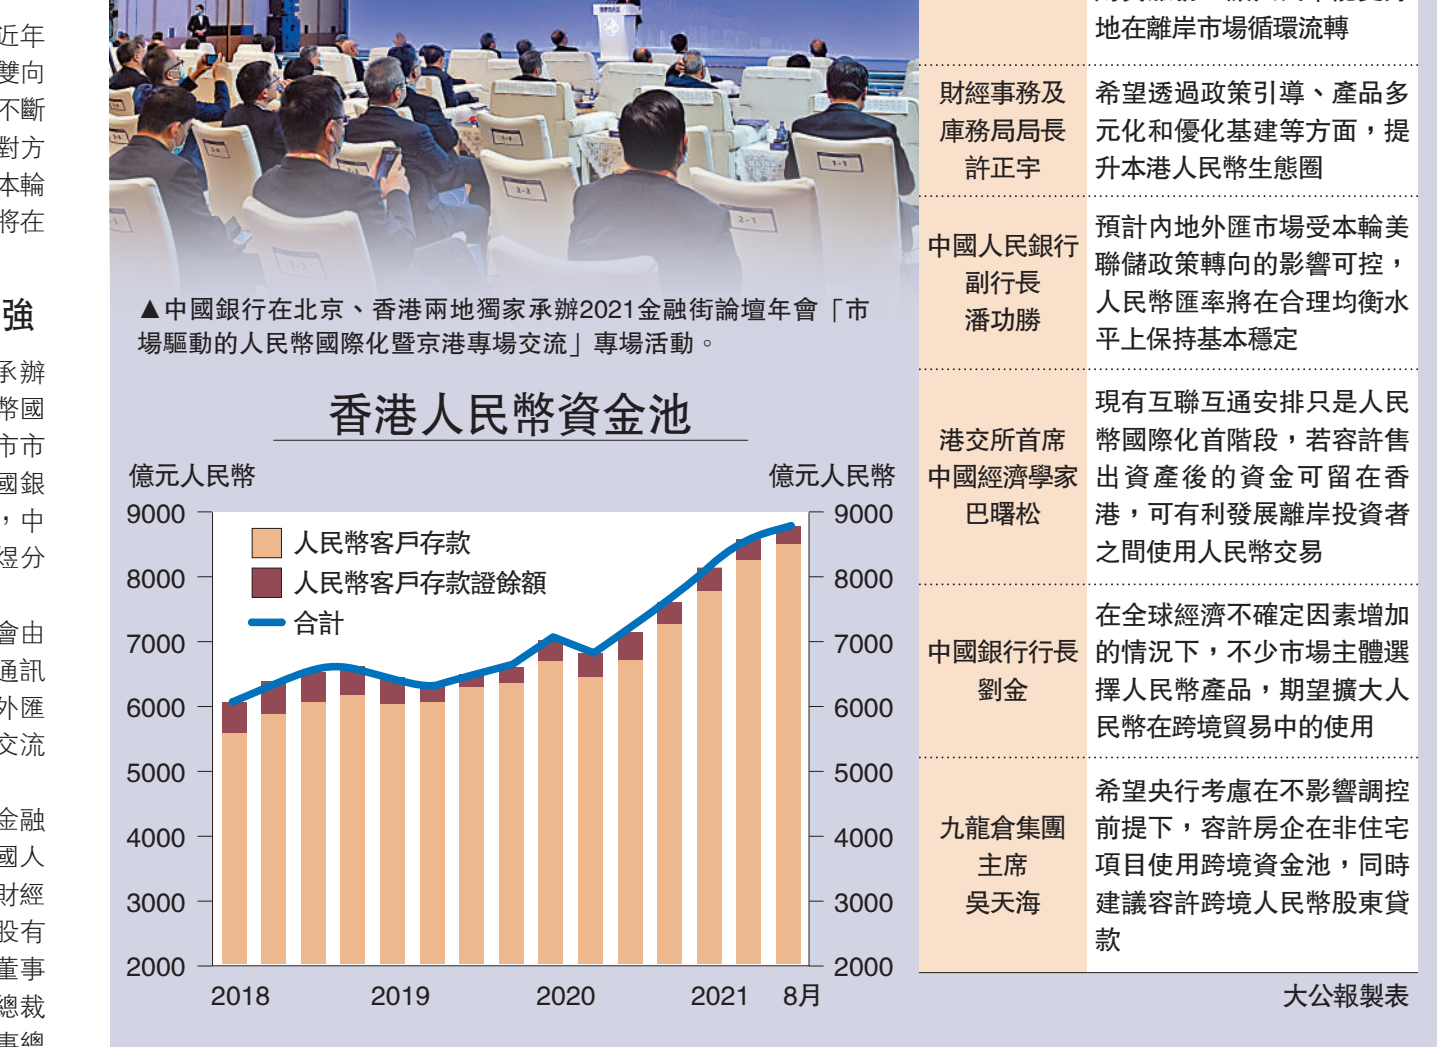 近年
雙向
不斷
對方
本輪
將在
強
承辦
幣國
市市
國銀
，中
煜分
會由
通訊
外匯
交流
金融
國人
財經
股有
董事
總裁
1-1
2-2
2-1
▲中國銀行在北京、香港兩地獨家承辦2021金融街論壇年會「市
場驅動的人民幣國際化暨京港專場交流」專場活動。
香港人民幣資金池
億元人民幣
億元人民幣
9000
8000
7000
6000
5000
4000
3000
2000
人民幣客戶存款
人民幣客戶存款證餘額
合計
9000
8000
7000
6000
5000
4000
3000
2000
2018
2019
2020
2021
8月
地在離岸市場循環流轉
財經事務及
庫務局局長
許正宇
希望透過政策引導、產品多
元化和優化基建等方面，提
升本港人民幣生態圈
中國人民銀行
副行長
潘功勝
預計內地外匯市場受本輪美
聯儲政策轉向的影響可控，
人民幣匯率將在合理均衡水
平上保持基本穩定
港交所首席
中國經濟學家
巴曙松
現有互聯互通安排只是人民
幣國際化首階段，若容許售
出資產後的資金可留在香
港，可有利發展離岸投資者
之間使用人民幣交易
中國銀行行長
劉金
在全球經濟不確定因素增加
的情況下，不少市場主體選
擇人民幣產品，期望擴大人
民幣在跨境貿易中的使用
九龍倉集團
主席
吳天海
希望央行考慮在不影響調控
前提下，容許房企在非住宅
項目使用跨境資金池，同時
建議容許跨境人民幣股東貸
款
大公報製表